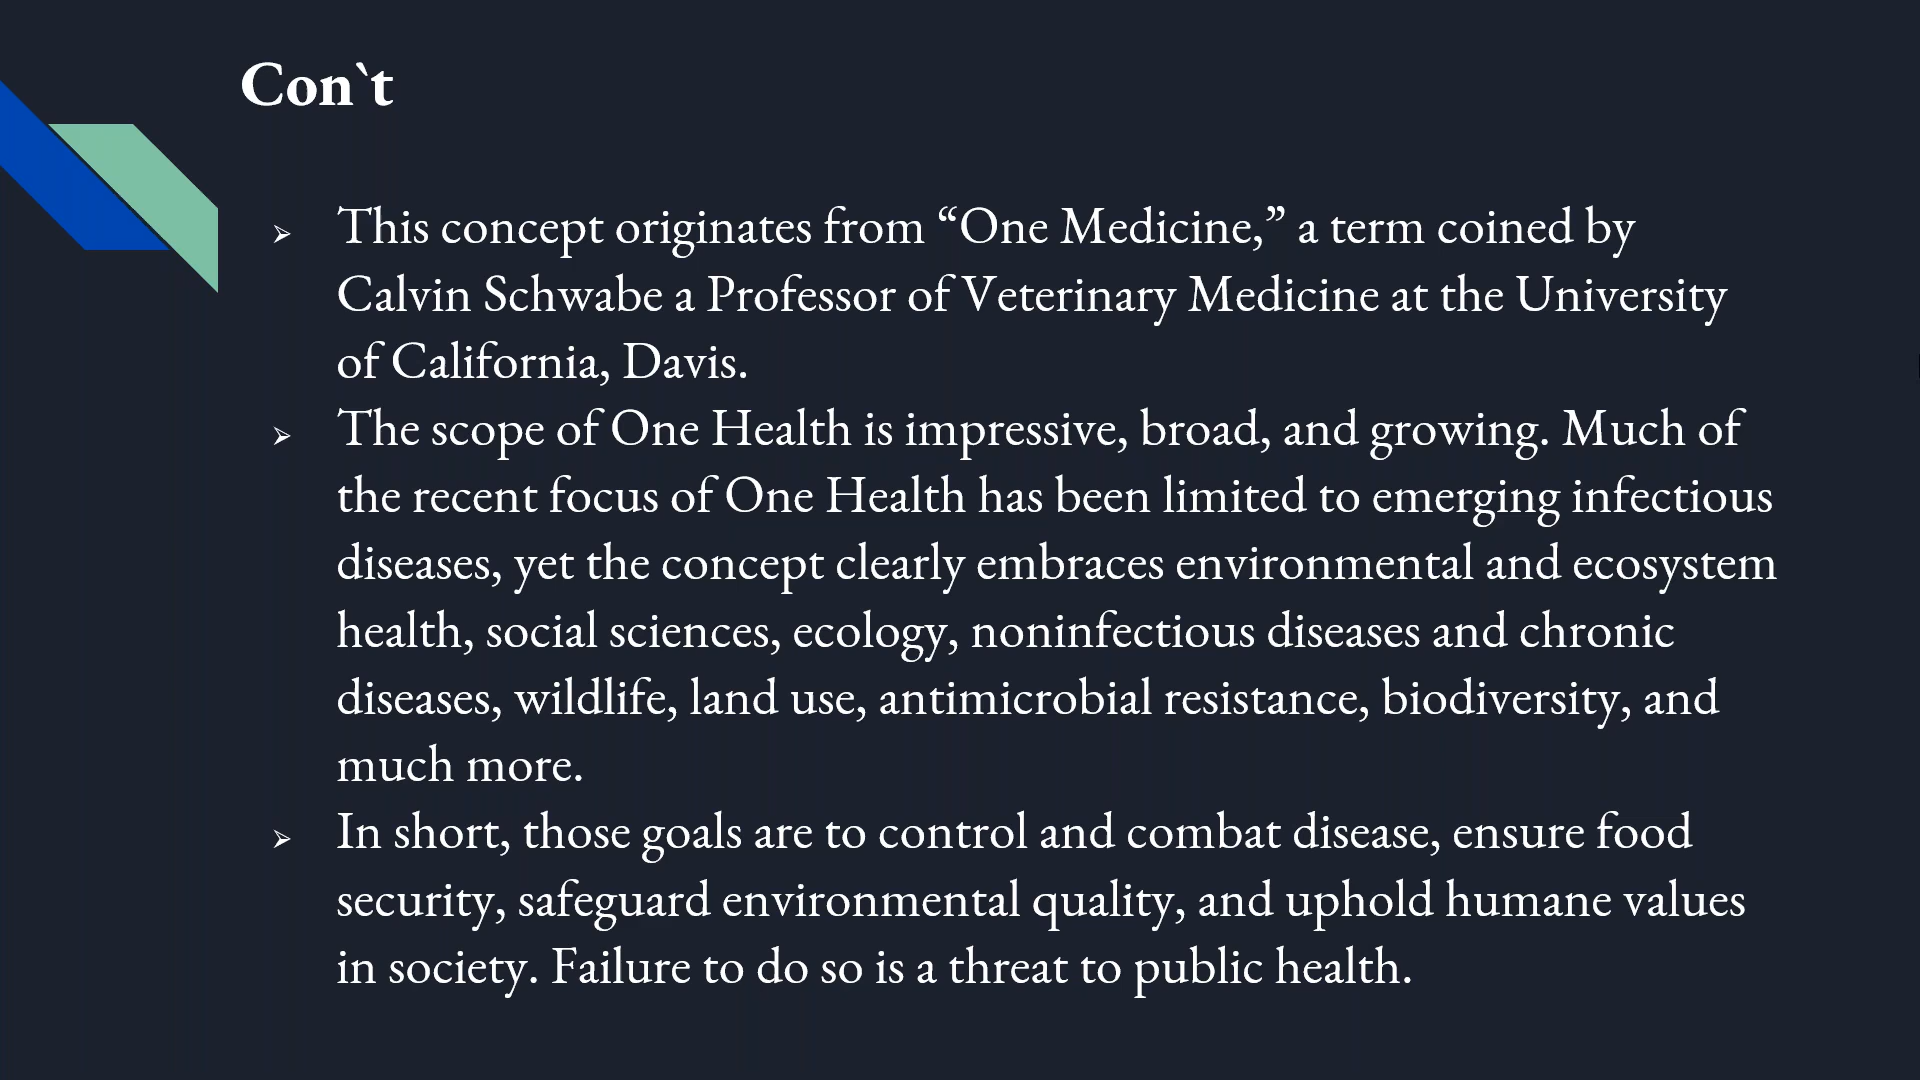 Con`t
➢ This concept originates from “One Medicine,” a term coined by
Calvin Schwabe a Professor of Veterinary Medicine at the University
of California, Davis.
➢ The scope of One Health is impressive, broad, and growing. Much of
the recent focus of One Health has been limited to emerging infectious
diseases, yet the concept clearly embraces environmental and ecosystem
health, social sciences, ecology, noninfectious diseases and chronic
diseases, wildlife, land use, antimicrobial resistance, biodiversity, and
much more.
➢ In short, those goals are to control and combat disease, ensure food
security, safeguard environmental quality, and uphold humane values
in society. Failure to do so is a threat to public health.